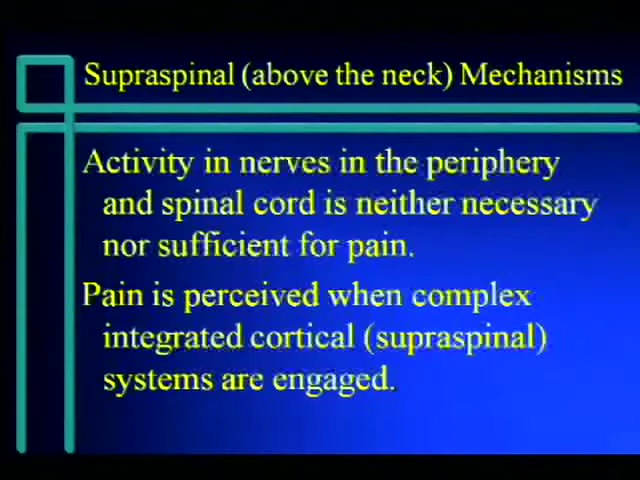 Supraspinal (above the neck) Mechanisms
Activity in nerves in the periphery
and spinal cord is neither necessary
nor sufficient for pain.
Pain is perceived when complex
integrated cortical (supraspinal)
systems are engaged.